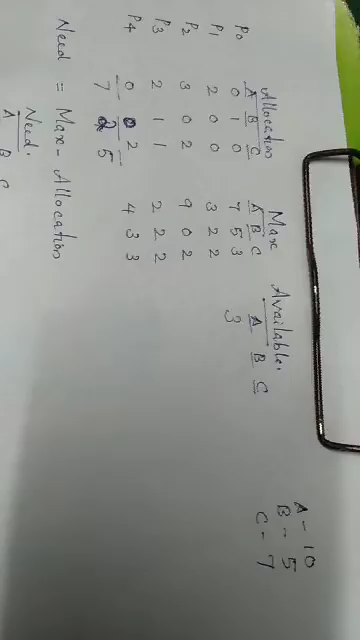 Allocation Max Available.
A B C A B C A B C
P0 0 1 0 7 5 3 3
P1 2 0 0 3 2 2
P2 3 0 2 9 0 2
P3 2 1 1 2 2 2
P4 0 0 2 4 3 3
7 2 5
Need = Max - Allocation
Need.
A B C
A - 10
B - 5
C - 7